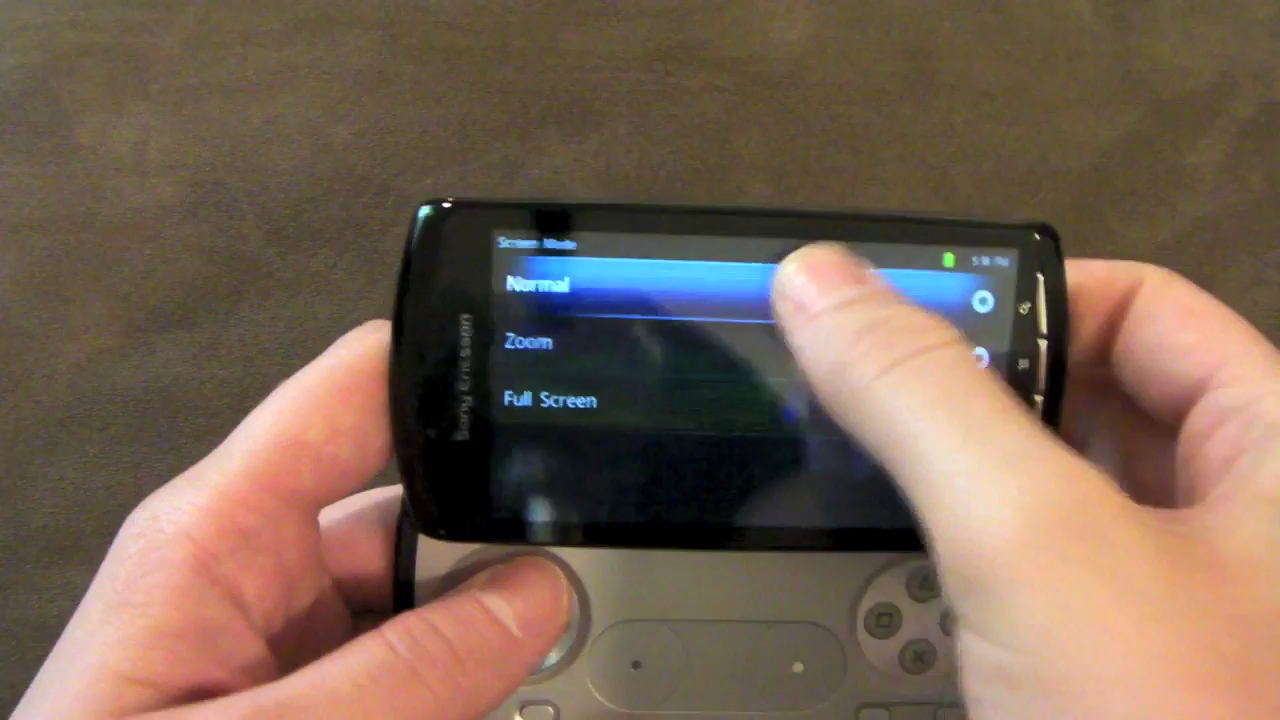 Screen Mode
Normal
Zoom
Full Screen
Sony Ericsson